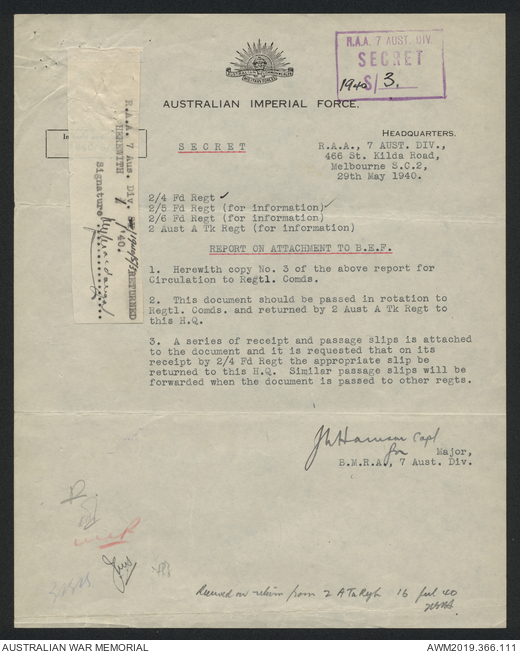 R.A.A. 7 AUST. DIV.
SECRET
1940 S/ 3.
AUSTRALIAN IMPERIAL FORCE.
HEADQUARTERS.
SECRET
R.A.A., 7 AUST. DIV.,
466 St. Kilda Road,
Melbourne S.C.2,
29th May 1940.
R.A.A. 7 Aus. Div.
RETURNED
HEREWITH
'40.
Signature
2/4 Fd Regt ✓
2/5 Fd Regt (for information)
2/6 Fd Regt (for information)
2 Aust A Tk Regt (for information)
REPORT ON ATTACHMENT TO B.E.F.
1. Herewith copy No. 3 of the above report for
Circulation to Regtl. Comds.
2. This document should be passed in rotation to
Regtl. Comds. and returned by 2 Aust A Tk Regt to
this H.Q.
3. A series of receipt and passage slips is attached
to the document and it is requested that on its
receipt by 2/4 Fd Regt the appropriate slip be
returned to this H.Q. Similar passage slips will be
forwarded when the document is passed to other regts.
Capt
for Major,
B.M.R.A., 7 Aust. Div.
Received on return from 2 A Tk Regt 16 Jul 40
AUSTRALIAN WAR MEMORIAL
AWM2019.366.111